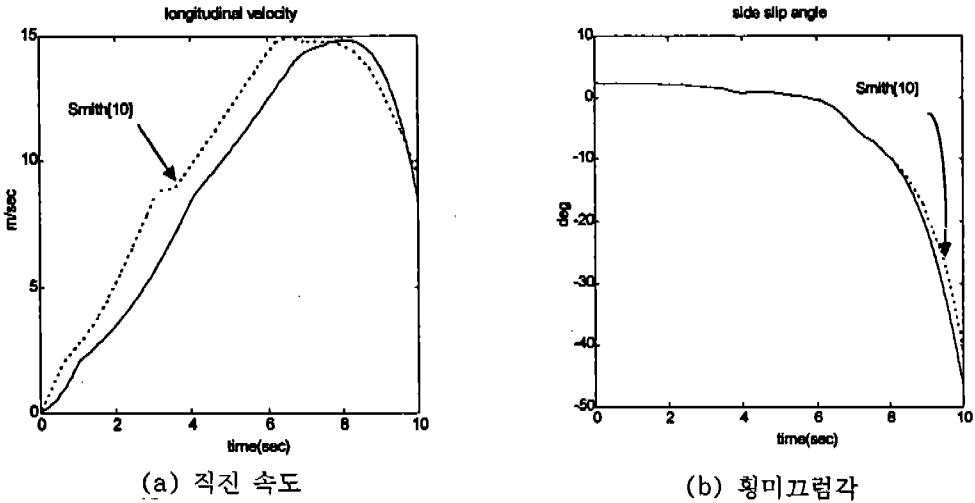 longitudinal velocity
15
10
5
0
m/sec
Smith[10]
0 2 4 6 8 10
time(sec)
(a) 직진 속도
side slip angle
10
0
-10
-20
-30
-40
-50
deg
Smith[10]
0 2 4 6 8 10
time(sec)
(b) 횡미끄럼각